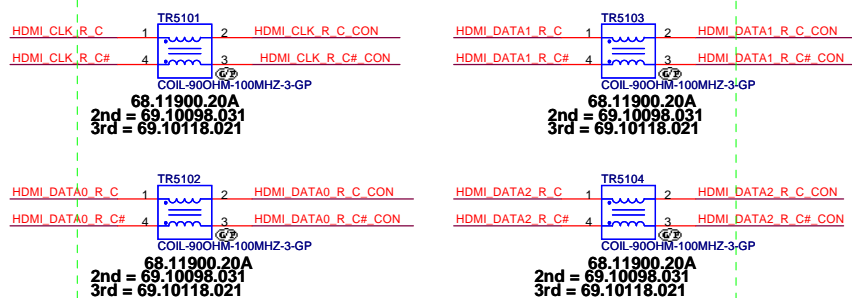 TR5101
HDMI_CLK_R_C 1 2 HDMI_CLK_R_C_CON
HDMI_CLK_R_C# 4 3 HDMI_CLK_R_C#_CON
G/P
COIL-90OHM-100MHZ-3-GP
68.11900.20A
2nd = 69.10098.031
3rd = 69.10118.021
TR5103
HDMI_DATA1_R_C 1 2 HDMI_DATA1_R_C_CON
HDMI_DATA1_R_C# 4 3 HDMI_DATA1_R_C#_CON
G/P
COIL-90OHM-100MHZ-3-GP
68.11900.20A
2nd = 69.10098.031
3rd = 69.10118.021
TR5102
HDMI_DATA0_R_C 1 2 HDMI_DATA0_R_C_CON
HDMI_DATA0_R_C# 4 3 HDMI_DATA0_R_C#_CON
G/P
COIL-90OHM-100MHZ-3-GP
68.11900.20A
2nd = 69.10098.031
3rd = 69.10118.021
TR5104
HDMI_DATA2_R_C 1 2 HDMI_DATA2_R_C_CON
HDMI_DATA2_R_C# 4 3 HDMI_DATA2_R_C#_CON
G/P
COIL-90OHM-100MHZ-3-GP
68.11900.20A
2nd = 69.10098.031
3rd = 69.10118.021